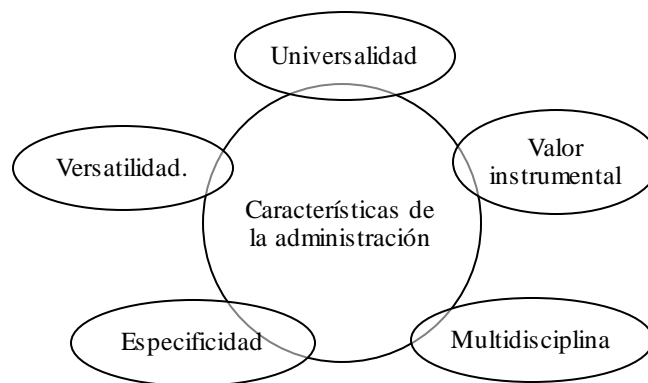 Universalidad
Versatilidad.
Valor
instrumental
Características de
la administración
Especificidad
Multidisciplina